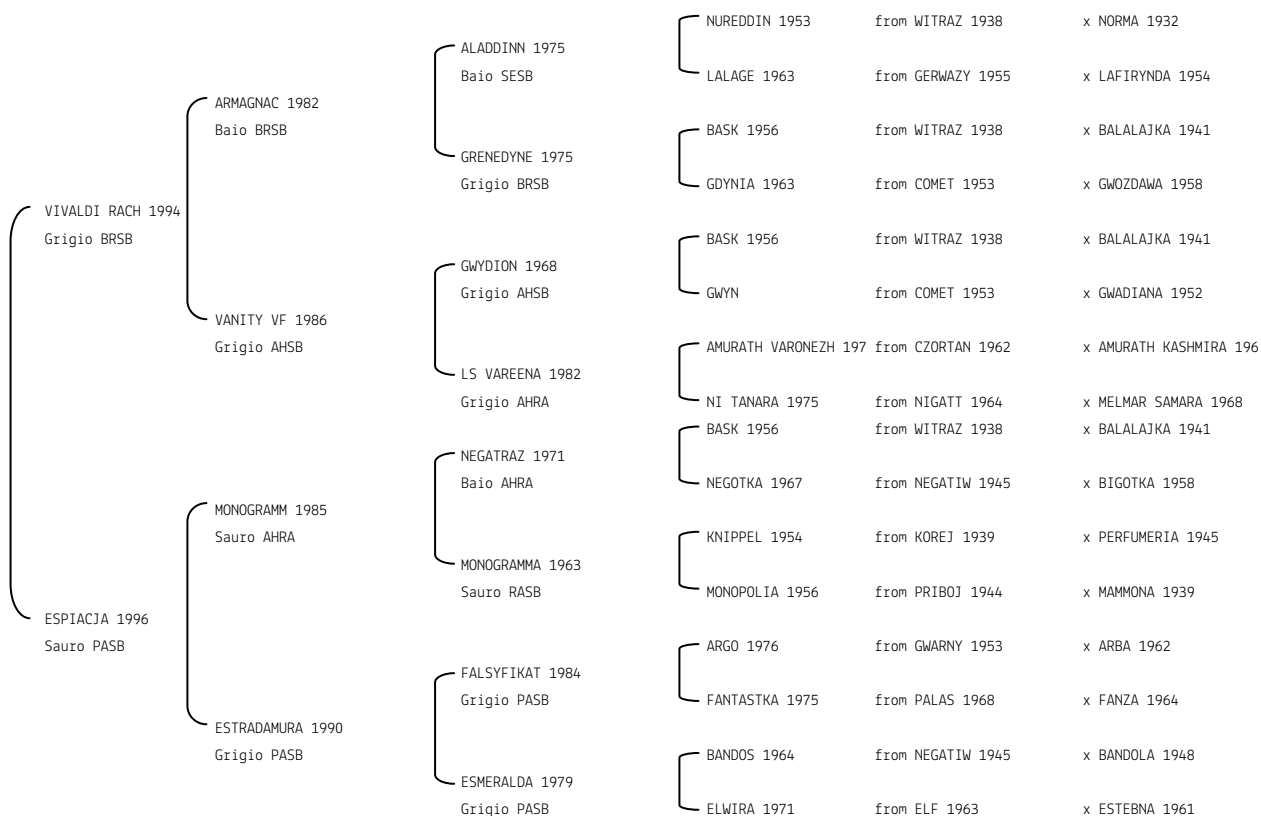 NUREDDIN 1953 from WITRAZ 1938 x NORMA 1932
ALADDINN 1975
Baio SESB
LALAGE 1963 from GERWAZY 1955 x LAFIRYNDA 1954
ARMAGNAC 1982
Baio BRSB
BASK 1956 from WITRAZ 1938 x BALALAJKA 1941
GRENEDYNE 1975
Grigio BRSB
GDYNIA 1963 from COMET 1953 x GWOZDAWA 1958
VIVALDI RACH 1994
Grigio BRSB
BASK 1956 from WITRAZ 1938 x BALALAJKA 1941
GWYDION 1968
Grigio AHSB
GWYN from COMET 1953 x GWADIANA 1952
VANITY VF 1986
Grigio AHSB
AMURATH VARONEZH 197 from CZORTAN 1962 x AMURATH KASHMIRA 196
LS VAREENA 1982
Grigio AHRA
NI TANARA 1975 from NIGATT 1964 x MELMAR SAMARA 1968
BASK 1956 from WITRAZ 1938 x BALALAJKA 1941
NEGATRAZ 1971
Baio AHRA
NEGOTKA 1967 from NEGATIW 1945 x BIGOTKA 1958
MONOGRAMM 1985
Sauro AHRA
KNIPPEL 1954 from KOREJ 1939 x PERFUMERIA 1945
MONOGRAMMA 1963
Sauro RASB
MONOPOLIA 1956 from PRIBOJ 1944 x MAMMONA 1939
ESPIACJA 1996
Sauro PASB
ARGO 1976 from GWARNY 1953 x ARBA 1962
FALSYFIKAT 1984
Grigio PASB
FANTASTKA 1975 from PALAS 1968 x FANZA 1964
ESTRADAMURA 1990
Grigio PASB
BANDOS 1964 from NEGATIW 1945 x BANDOLA 1948
ESMERALDA 1979
Grigio PASB
ELWIRA 1971 from ELF 1963 x ESTEBNA 1961